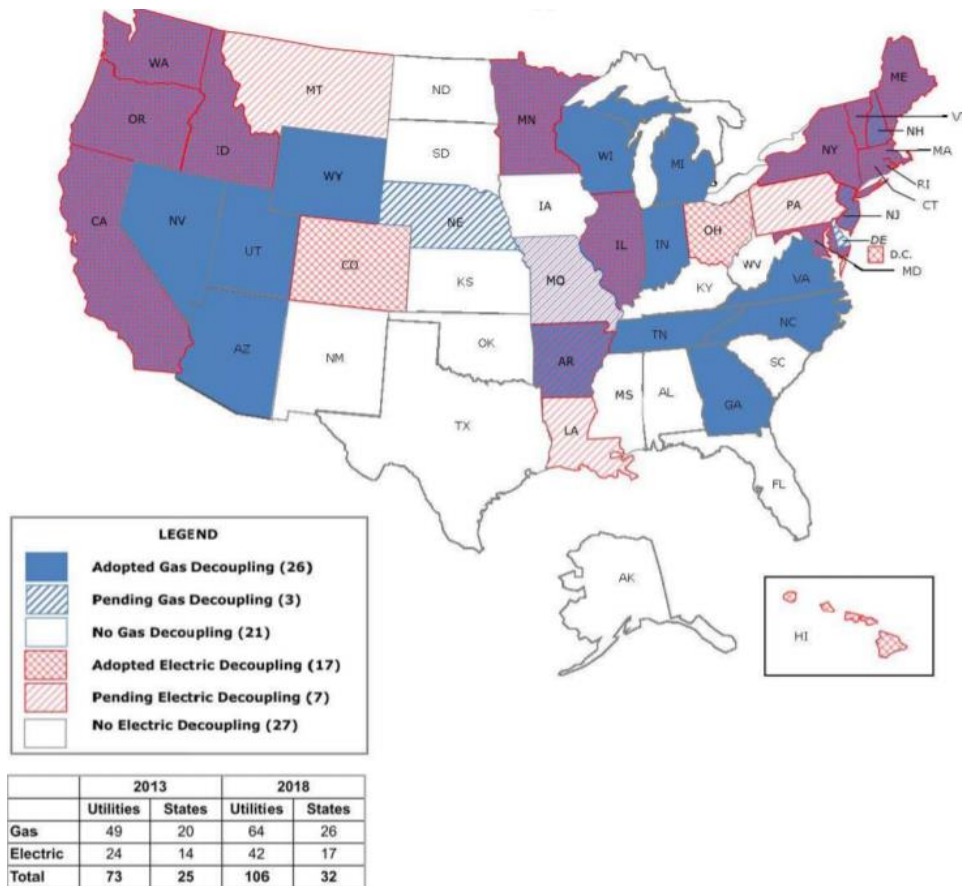 WA
MT
ND
MN
ME
OR
ID
SD
WI
MI
NY
V
NH
MA
RI
CT
WY
IA
NE
PA
NJ
NV
UT
CO
CA
IL
IN
OH
DE
D.C.
WV
MD
KS
MO
KY
VA
AZ
NM
OK
AR
TN
NC
SC
MS
AL
GA
TX
LA
FL
AK
HI
LEGEND
Adopted Gas Decoupling (26)
Pending Gas Decoupling (3)
No Gas Decoupling (21)
Adopted Electric Decoupling (17)
Pending Electric Decoupling (7)
No Electric Decoupling (27)
2013 2018
Utilities States Utilities States
Gas 49 20 64 26
Electric 24 14 42 17
Total 73 25 106 32